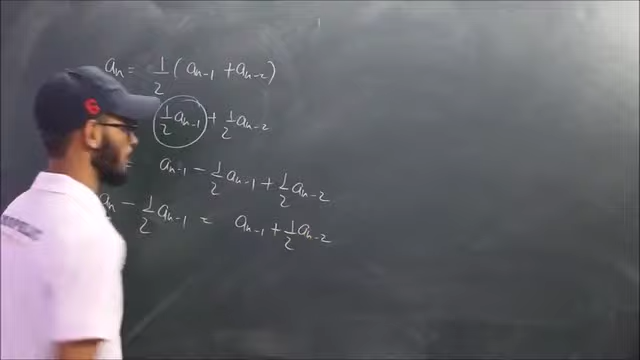 aₙ = 1/2 ( aₙ₋₁ + aₙ₋₂ )
1/2 aₙ₋₁ + 1/2 aₙ₋₂
= aₙ₋₁ - 1/2 aₙ₋₁ + 1/2 aₙ₋₂
aₙ - 1/2 aₙ₋₁ = aₙ₋₁ + 1/2 aₙ₋₂